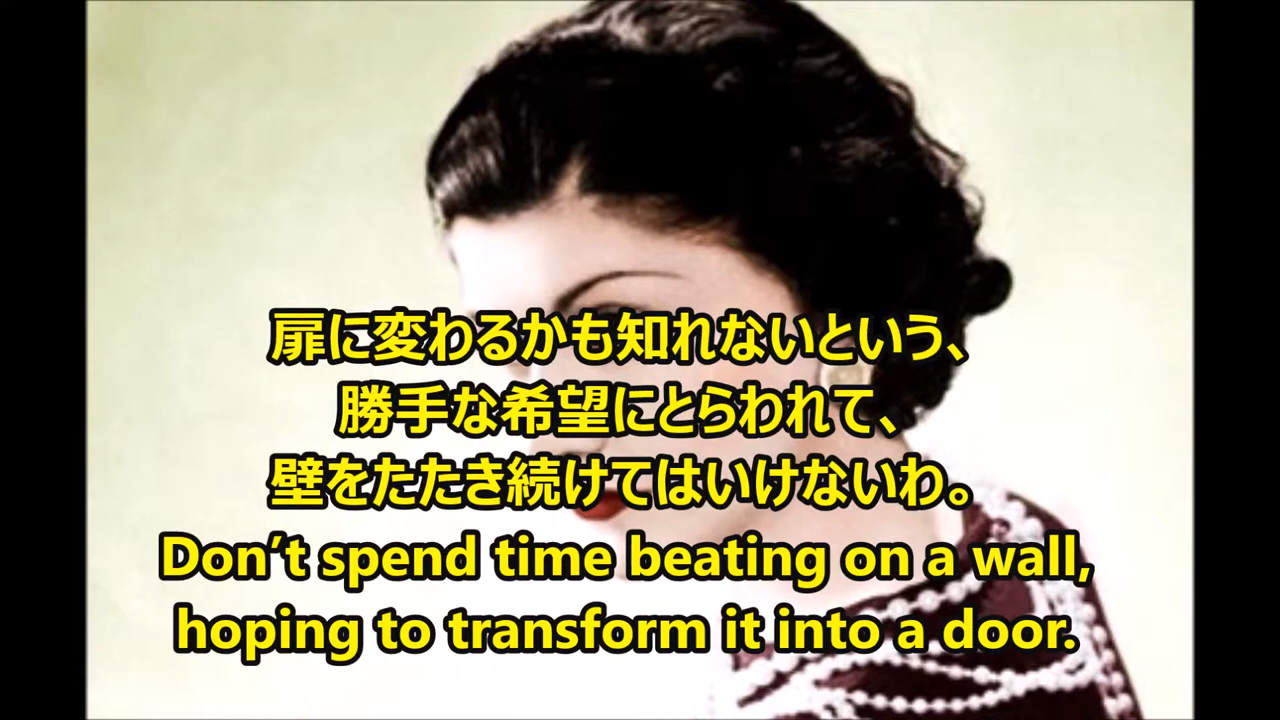 扉に変わるかも知れないという、
勝手な希望にとらわれて、
壁をたたき続けてはいけないわ。
Don’t spend time beating on a wall,
hoping to transform it into a door.